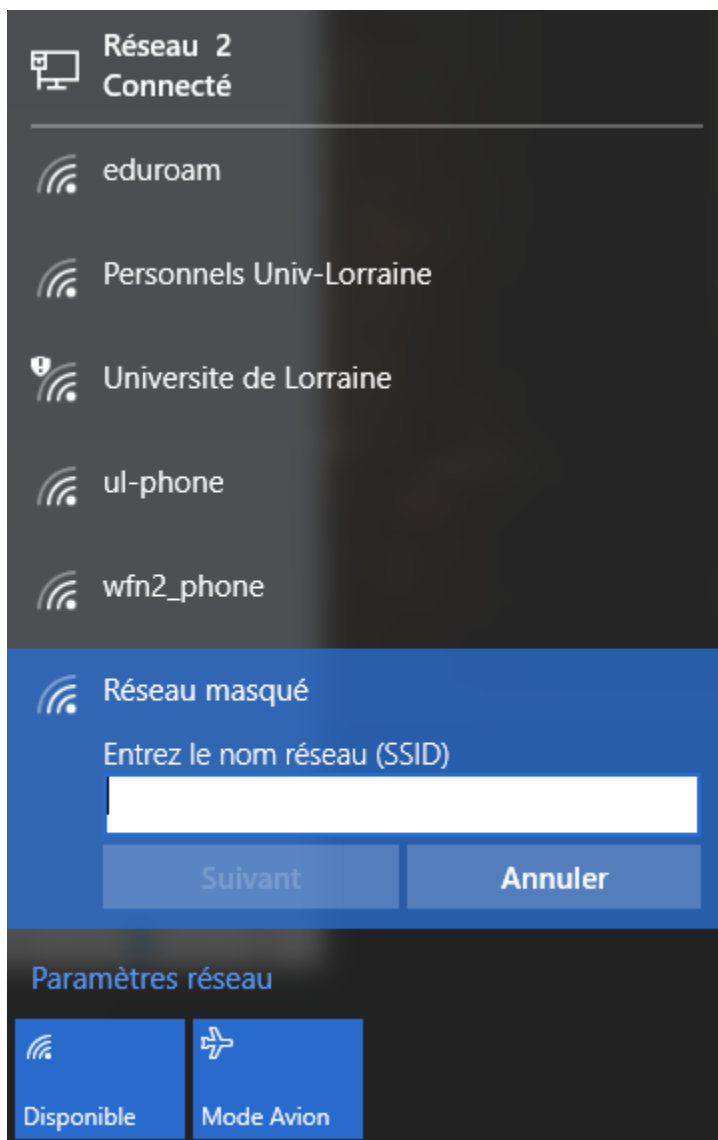 Réseau 2
Connecté
eduroam
Personnels Univ-Lorraine
Universite de Lorraine
ul-phone
wfn2_phone
Réseau masqué
Entrez le nom réseau (SSID)
Suivant Annuler
Paramètres réseau
Disponible Mode Avion